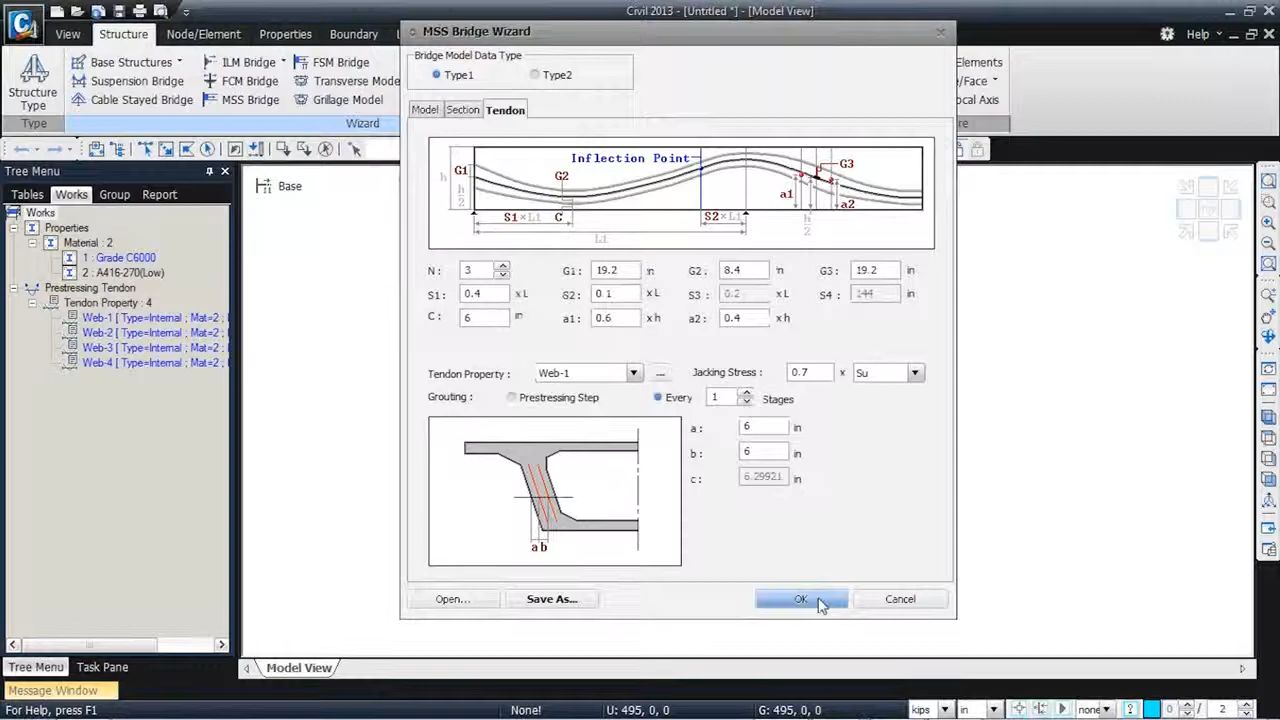 Civil 2013 - [Untitled *] - [Model View]
View Structure Node/Element Properties Boundary
Help
Structure
Type
Type
Base Structures
Suspension Bridge
Cable Stayed Bridge
ILM Bridge
FCM Bridge
MSS Bridge
FSM Bridge
Transverse Mode
Grillage Model
Wizard
Elements
/Face
ocal Axis
re
Tree Menu
Tables Works Group Report
Works
Properties
Material : 2
1 : Grade C6000
2 : A416-270(Low)
Prestressing Tendon
Tendon Property : 4
Web-1 [ Type=Internal ; Mat=2 ;
Web-2 [ Type=Internal ; Mat=2 ;
Web-3 [ Type=Internal ; Mat=2 ;
Web-4 [ Type=Internal ; Mat=2 ;
Base
MSS Bridge Wizard
Bridge Model Data Type
Type1 Type2
Model Section Tendon
Inflection Point
G1 G2 G3
h
h/2
a1 a2
S1×L1 C S2×L1
h/2
L1
N : 3 G1: 19.2 in G2: 8.4 in G3: 19.2 in
S1: 0.4 x L G2: 0.1 x L S3 : 0.2 x L S4 : 144 in
C : 6 in a1: 0.6 x h a2: 0.4 x h
Tendon Property : Web-1 ... Jacking Stress : 0.7 x Su
Grouting : Prestressing Step Every 1 Stages
a : 6 in
b : 6 in
c : 6.29921 in
a b
Open... Save As... OK Cancel
Tree Menu Task Pane
Model View
Message Window
For Help, press F1 None! U: 495, 0, 0 G: 495, 0, 0 kips in none 0 / 2